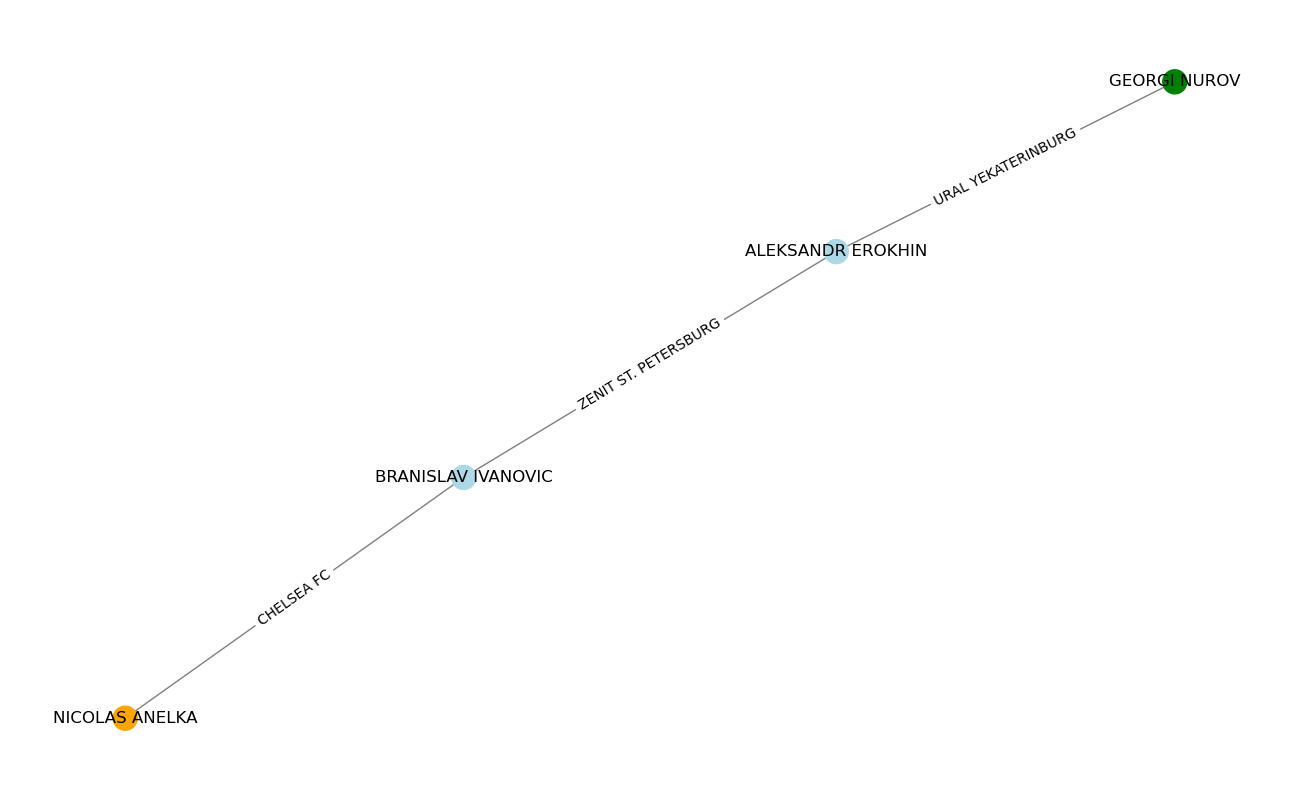 GEORGI NUROV
URAL YEKATERINBURG
ALEKSANDR EROKHIN
ZENIT ST. PETERSBURG
BRANISLAV IVANOVIC
CHELSEA FC
NICOLAS ANELKA